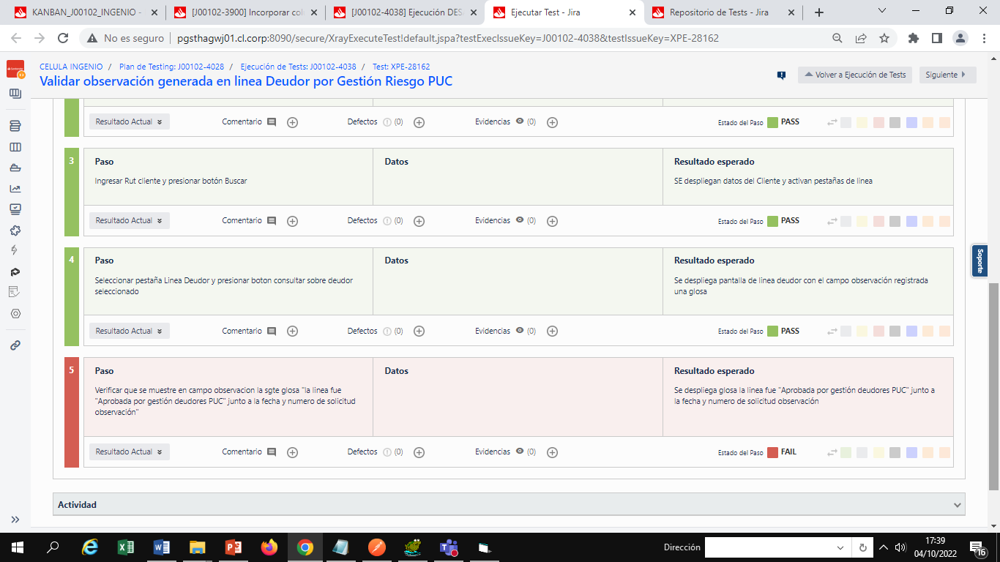 KANBAN_J00102_INGENIO -
[J00102-3900] Incorporar col
[J00102-4038] Ejecución DES
Ejecutar Test - Jira
Repositorio de Tests - Jira
No es seguro
pgsthagwj01.cl.corp:8090/secure/XrayExecuteTest!default.jspa?testExecIssueKey=J00102-4038&testIssueKey=XPE-28162
CELULA INGENIO / Plan de Testing: J00102-4028 / Ejecución de Tests: J00102-4038 / Test: XPE-28162
Validar observación generada en linea Deudor por Gestión Riesgo PUC
Volver a Ejecución de Tests
Siguiente
Resultado Actual Comentario Defectos (0) Evidencias (0) Estado del Paso PASS
3
Paso Datos Resultado esperado
Ingresar Rut cliente y presionar botón Buscar
SE despliegan datos del Cliente y activan pestañas de linea
Resultado Actual Comentario Defectos (0) Evidencias (0) Estado del Paso PASS
4
Paso Datos Resultado esperado
Seleccionar pestaña Linea Deudor y presionar boton consultar sobre deudor
seleccionado
Se despliega pantalla de linea deudor con el campo observación registrada
una glosa
Resultado Actual Comentario Defectos (0) Evidencias (0) Estado del Paso PASS
5
Paso Datos Resultado esperado
Verificar que se muestre en campo observacion la sgte glosa "la linea fue
"Aprobada por gestión deudores PUC" junto a la fecha y numero de solicitud
observación"
Se despliega glosa la linea fue "Aprobada por gestión deudores PUC" junto a
la fecha y numero de solicitud observación
Resultado Actual Comentario Defectos (0) Evidencias (0) Estado del Paso FAIL
Actividad
Soporte
Dirección
17:39
04/10/2022
16